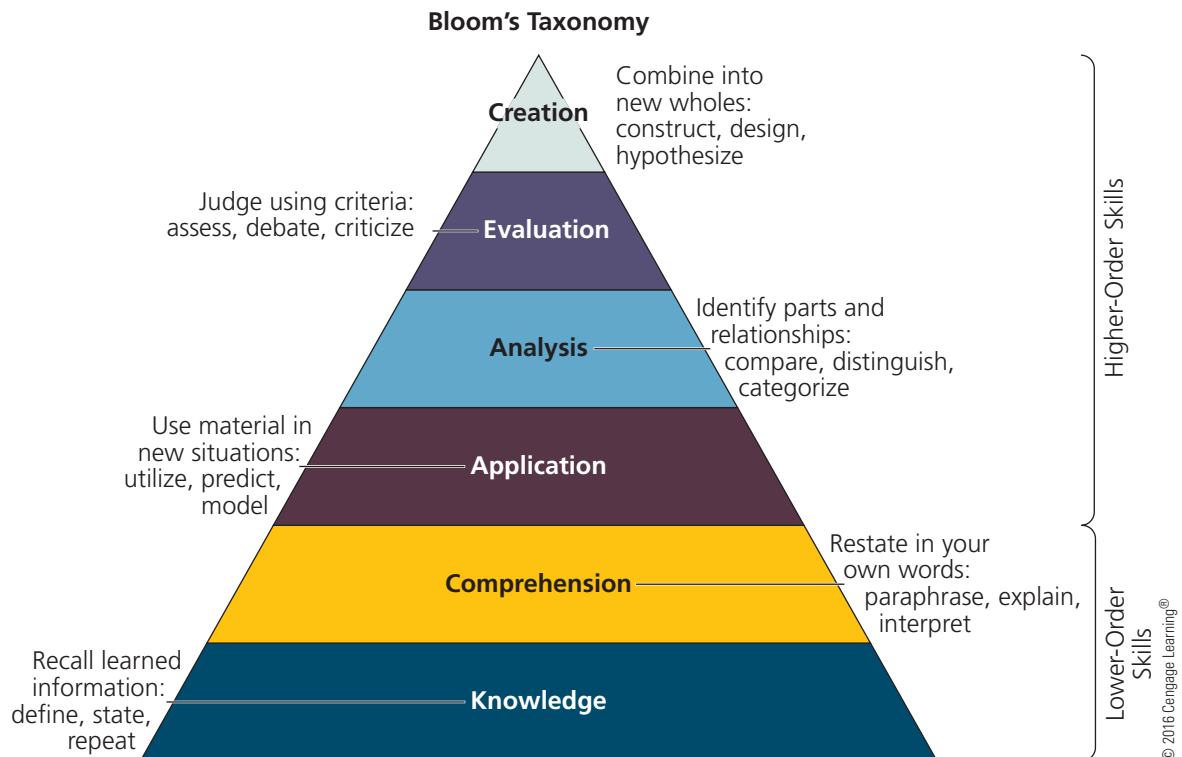 Bloom's Taxonomy
Creation
Combine into
new wholes:
construct, design,
hypothesize
Judge using criteria:
assess, debate, criticize
Evaluation
Analysis
Identify parts and
relationships:
compare, distinguish,
categorize
Use material in
new situations:
utilize, predict,
model
Application
Comprehension
Restate in your
own words:
paraphrase, explain,
interpret
Recall learned
information:
define, state,
repeat
Knowledge
Higher-Order Skills
Lower-Order
Skills
© 2016 Cengage Learning®